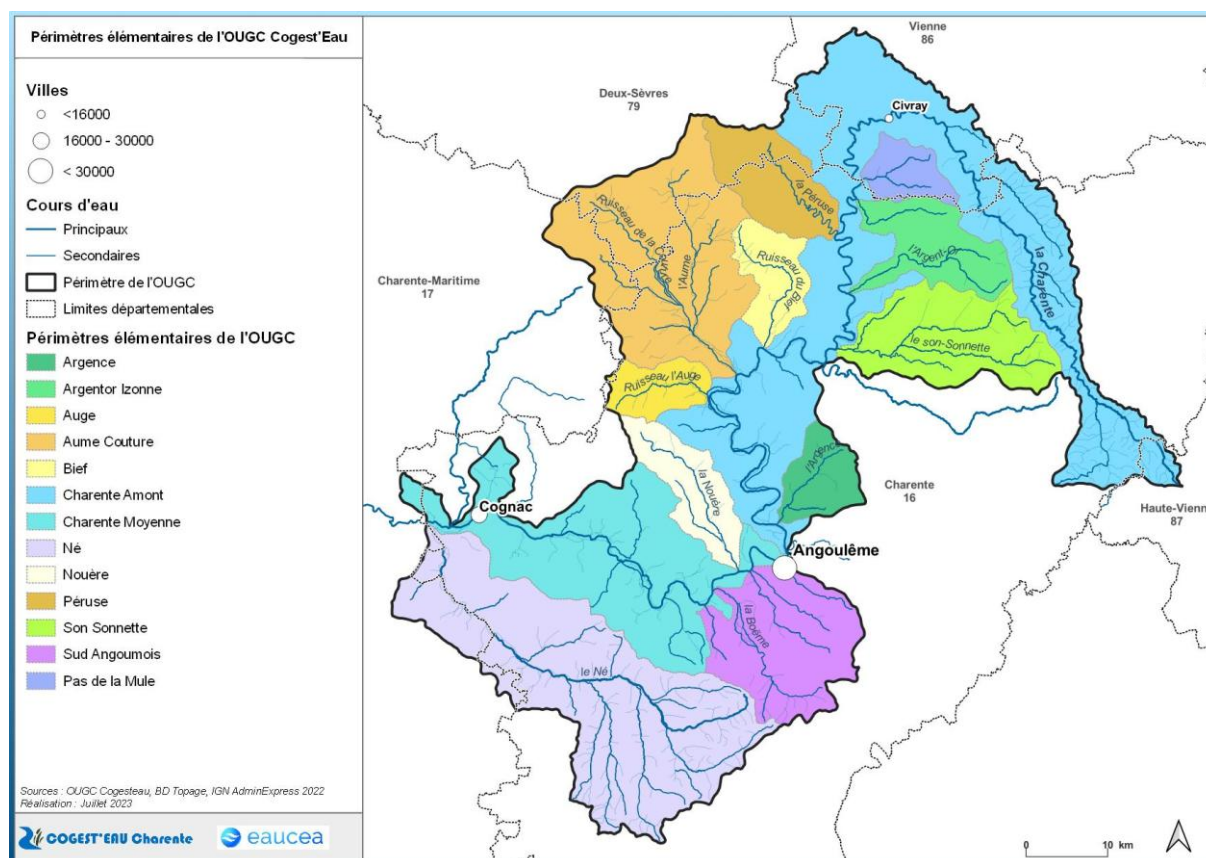 Périmètres élémentaires de l'OUGC Cogest'Eau
Villes
<16000
16000 - 30000
< 30000
Cours d'eau
Principaux
Secondaires
Périmètre de l'OUGC
Limites départementales
Périmètres élémentaires de l'OUGC
Argence
Argentor Izonne
Auge
Aume Couture
Bief
Charente Amont
Charente Moyenne
Né
Nouère
Péruse
Son Sonnette
Sud Angoumois
Pas de la Mule
Sources : OUGC Cogesteau, BD Topage, IGN AdminExpress 2022
Réalisation : Juillet 2023
COGEST'EAU Charente
eaucea
Vienne
86
Deux-Sèvres
79
Civray
la Péruse
Ruisseau de la
l'Aume
Ruisseau du Bief
l'Argent-O
la Charente
Charente-Maritime
17
le son-Sonnette
Ruisseau l'Auge
l'Argence
la Nouère
Charente
16
Haute-Vienn
87
Cognac
Angoulême
la Boëme
le Né
0 10 km